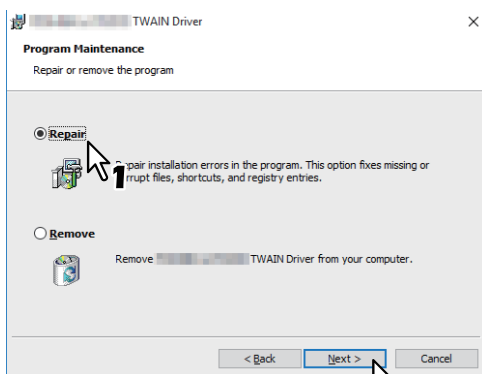 TWAIN Driver
Program Maintenance
Repair or remove the program
Repair
pair installation errors in the program. This option fixes missing or
rrupt files, shortcuts, and registry entries.
1
Remove
Remove TWAIN Driver from your computer.
< Back
Next >
Cancel